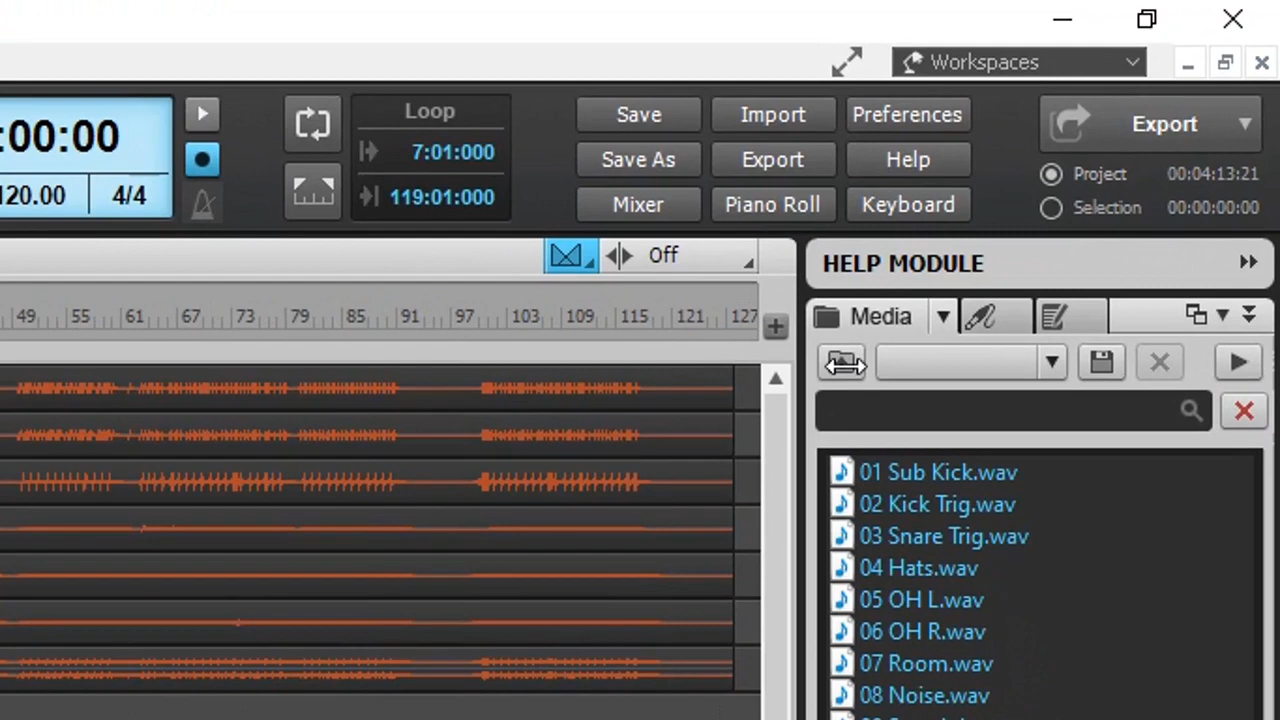 Workspaces
:00:00
120.00 4/4
Loop
7:01:000
119:01:000
Save Import Preferences
Save As Export Help
Mixer Piano Roll Keyboard
Export
Project 00:04:13:21
Selection 00:00:00:00
Off
49 55 61 67 73 79 85 91 97 103 109 115 121 127
HELP MODULE
Media
01 Sub Kick.wav
02 Kick Trig.wav
03 Snare Trig.wav
04 Hats.wav
05 OH L.wav
06 OH R.wav
07 Room.wav
08 Noise.wav